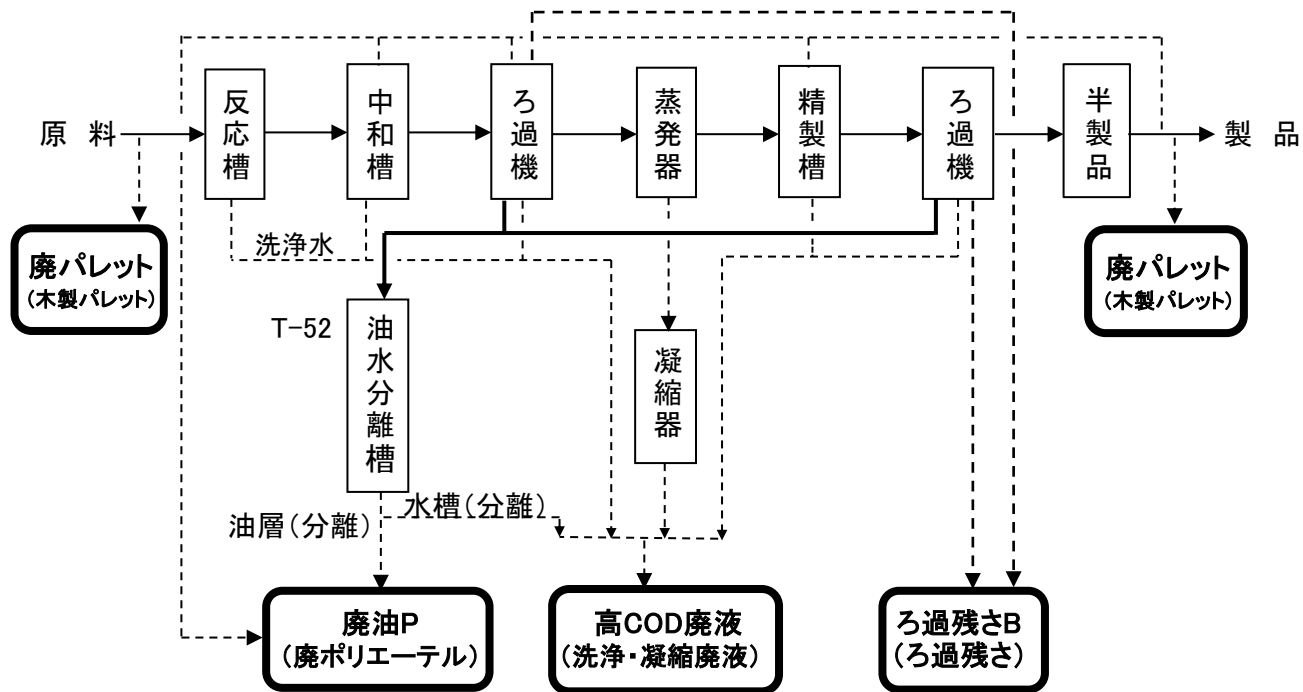 原 料
反応槽
中和槽
ろ過機
蒸発器
精製槽
ろ過機
半製品
製 品
洗浄水
廃パレット
(木製パレット)
廃パレット
(木製パレット)
T-52
油水分離槽
凝縮器
水槽(分離)
油層(分離)
廃油P
(廃ポリエーテル)
高COD廃液
(洗浄・凝縮廃液)
ろ過残さB
(ろ過残さ)